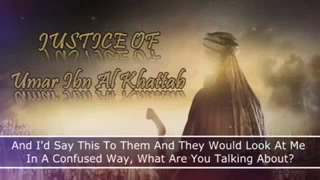 JUSTICE OF
Umar Ibn Al Khattab
And I'd Say This To Them And They Would Look At Me
In A Confused Way, What Are You Talking About?